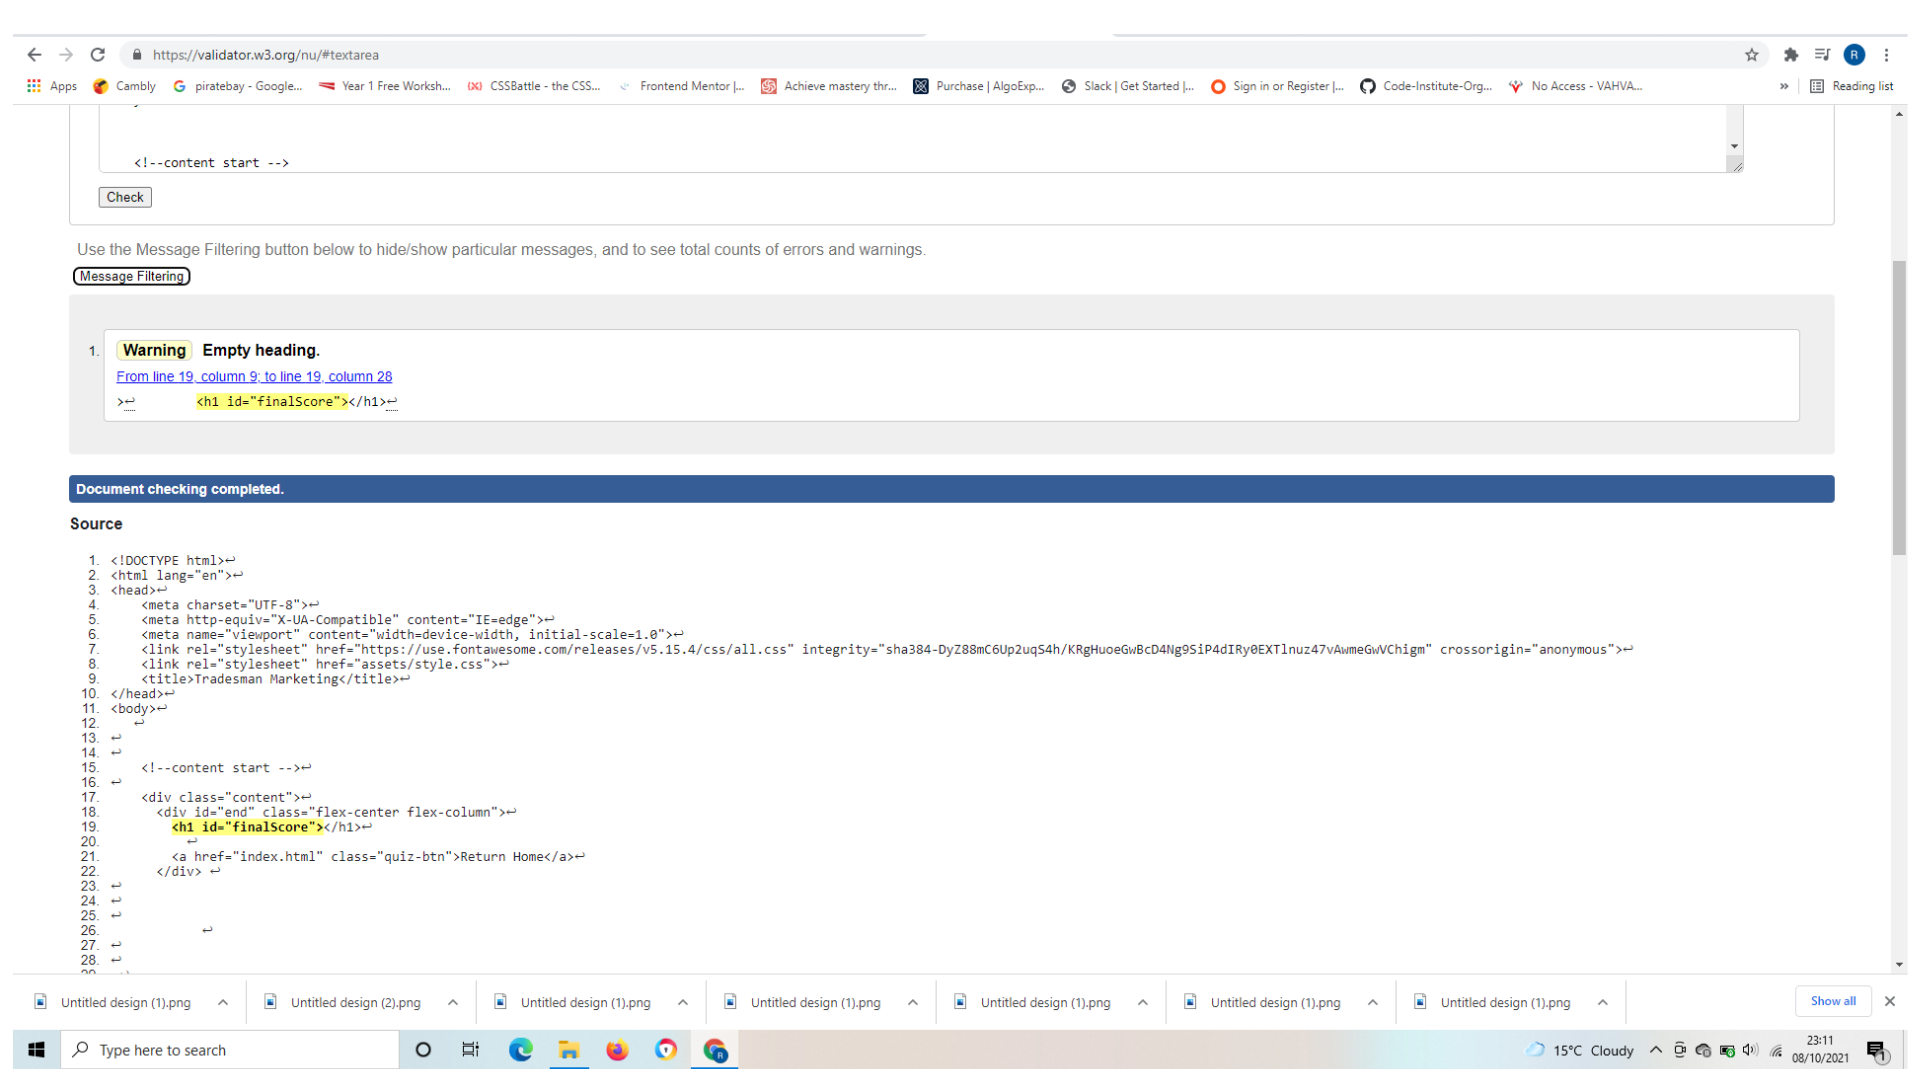 https://validator.w3.org/nu/#textarea
R
Apps Cambly piratebay - Google... Year 1 Free Worksh... CSSBattle - the CSS... Frontend Mentor |... Achieve mastery thr... Purchase | AlgoExp... Slack | Get Started |... Sign in or Register |... Code-Institute-Org... No Access - VAHVA... » Reading list
<!--content start -->
Check
Use the Message Filtering button below to hide/show particular messages, and to see total counts of errors and warnings.
Message Filtering
1. Warning Empty heading.
From line 19, column 9; to line 19, column 28
>↩ <h1 id="finalScore"></h1>↩
Document checking completed.
Source
1. <!DOCTYPE html>↩
2. <html lang="en">↩
3. <head>↩
4. <meta charset="UTF-8">↩
5. <meta http-equiv="X-UA-Compatible" content="IE=edge">↩
6. <meta name="viewport" content="width=device-width, initial-scale=1.0">↩
7. <link rel="stylesheet" href="https://use.fontawesome.com/releases/v5.15.4/css/all.css" integrity="sha384-DyZ88mC6Up2uqS4h/KRgHuoeGwBcD4Ng9SiP4dIRy0EXTlnuz47vAwmeGwVChigm" crossorigin="anonymous">↩
8. <link rel="stylesheet" href="assets/style.css">↩
9. <title>Tradesman Marketing</title>↩
10. </head>↩
11. <body>↩
12. ↩
13. ↩
14. ↩
15. <!--content start -->↩
16. ↩
17. <div class="content">↩
18. <div id="end" class="flex-center flex-column">↩
19. <h1 id="finalScore"></h1>↩
20. ↩
21. <a href="index.html" class="quiz-btn">Return Home</a>↩
22. </div> ↩
23. ↩
24. ↩
25. ↩
26. ↩
27. ↩
28. ↩
Untitled design (1).png Untitled design (2).png Untitled design (1).png Untitled design (1).png Untitled design (1).png Untitled design (1).png Untitled design (1).png Show all
Type here to search
15°C Cloudy
23:11
08/10/2021
1